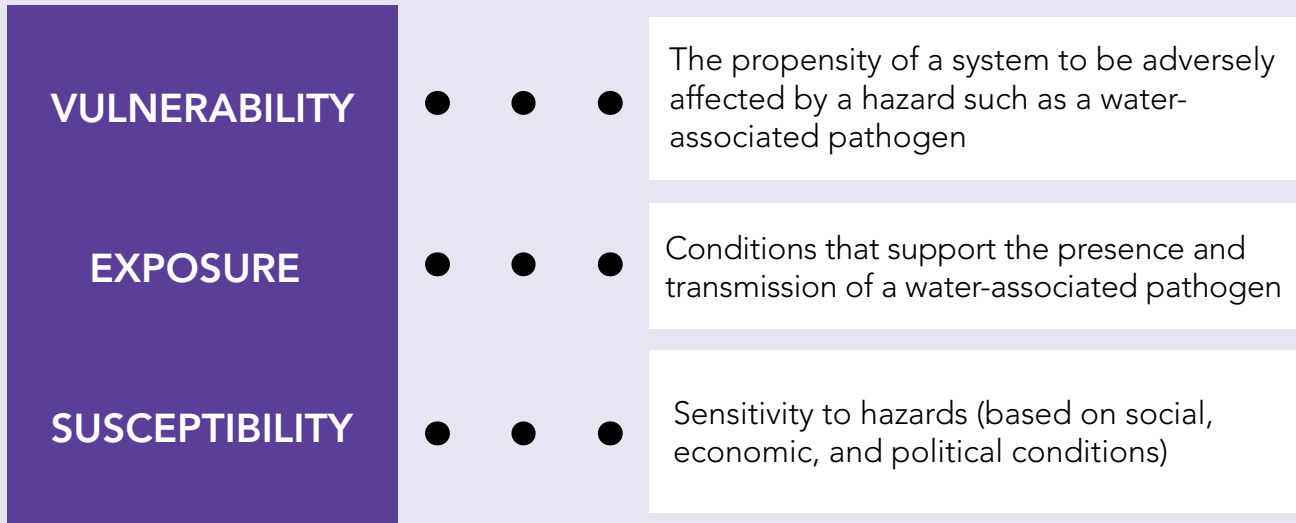 VULNERABILITY
The propensity of a system to be adversely
affected by a hazard such as a water-
associated pathogen
EXPOSURE
Conditions that support the presence and
transmission of a water-associated pathogen
SUSCEPTIBILITY
Sensitivity to hazards (based on social,
economic, and political conditions)